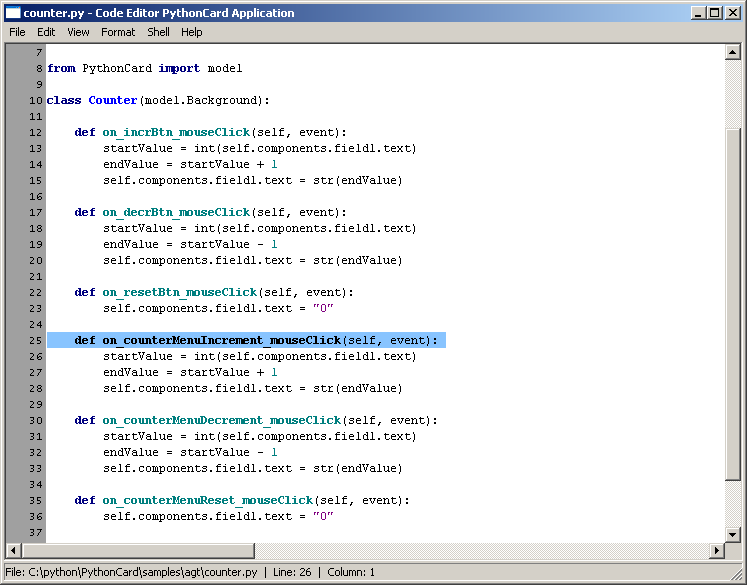 counter.py - Code Editor PythonCard Application
File Edit View Format Shell Help
7
8 from PythonCard import model
9
10 class Counter(model.Background):
11
12     def on_incrBtn_mouseClick(self, event):
13         startValue = int(self.components.field1.text)
14         endValue = startValue + 1
15         self.components.field1.text = str(endValue)
16
17     def on_decrBtn_mouseClick(self, event):
18         startValue = int(self.components.field1.text)
19         endValue = startValue - 1
20         self.components.field1.text = str(endValue)
21
22     def on_resetBtn_mouseClick(self, event):
23         self.components.field1.text = "0"
24
25     def on_counterMenuIncrement_mouseClick(self, event):
26         startValue = int(self.components.field1.text)
27         endValue = startValue + 1
28         self.components.field1.text = str(endValue)
29
30     def on_counterMenuDecrement_mouseClick(self, event):
31         startValue = int(self.components.field1.text)
32         endValue = startValue - 1
33         self.components.field1.text = str(endValue)
34
35     def on_counterMenuReset_mouseClick(self, event):
36         self.components.field1.text = "0"
37
File: C:\python\PythonCard\samples\agt\counter.py | Line: 26 | Column: 1